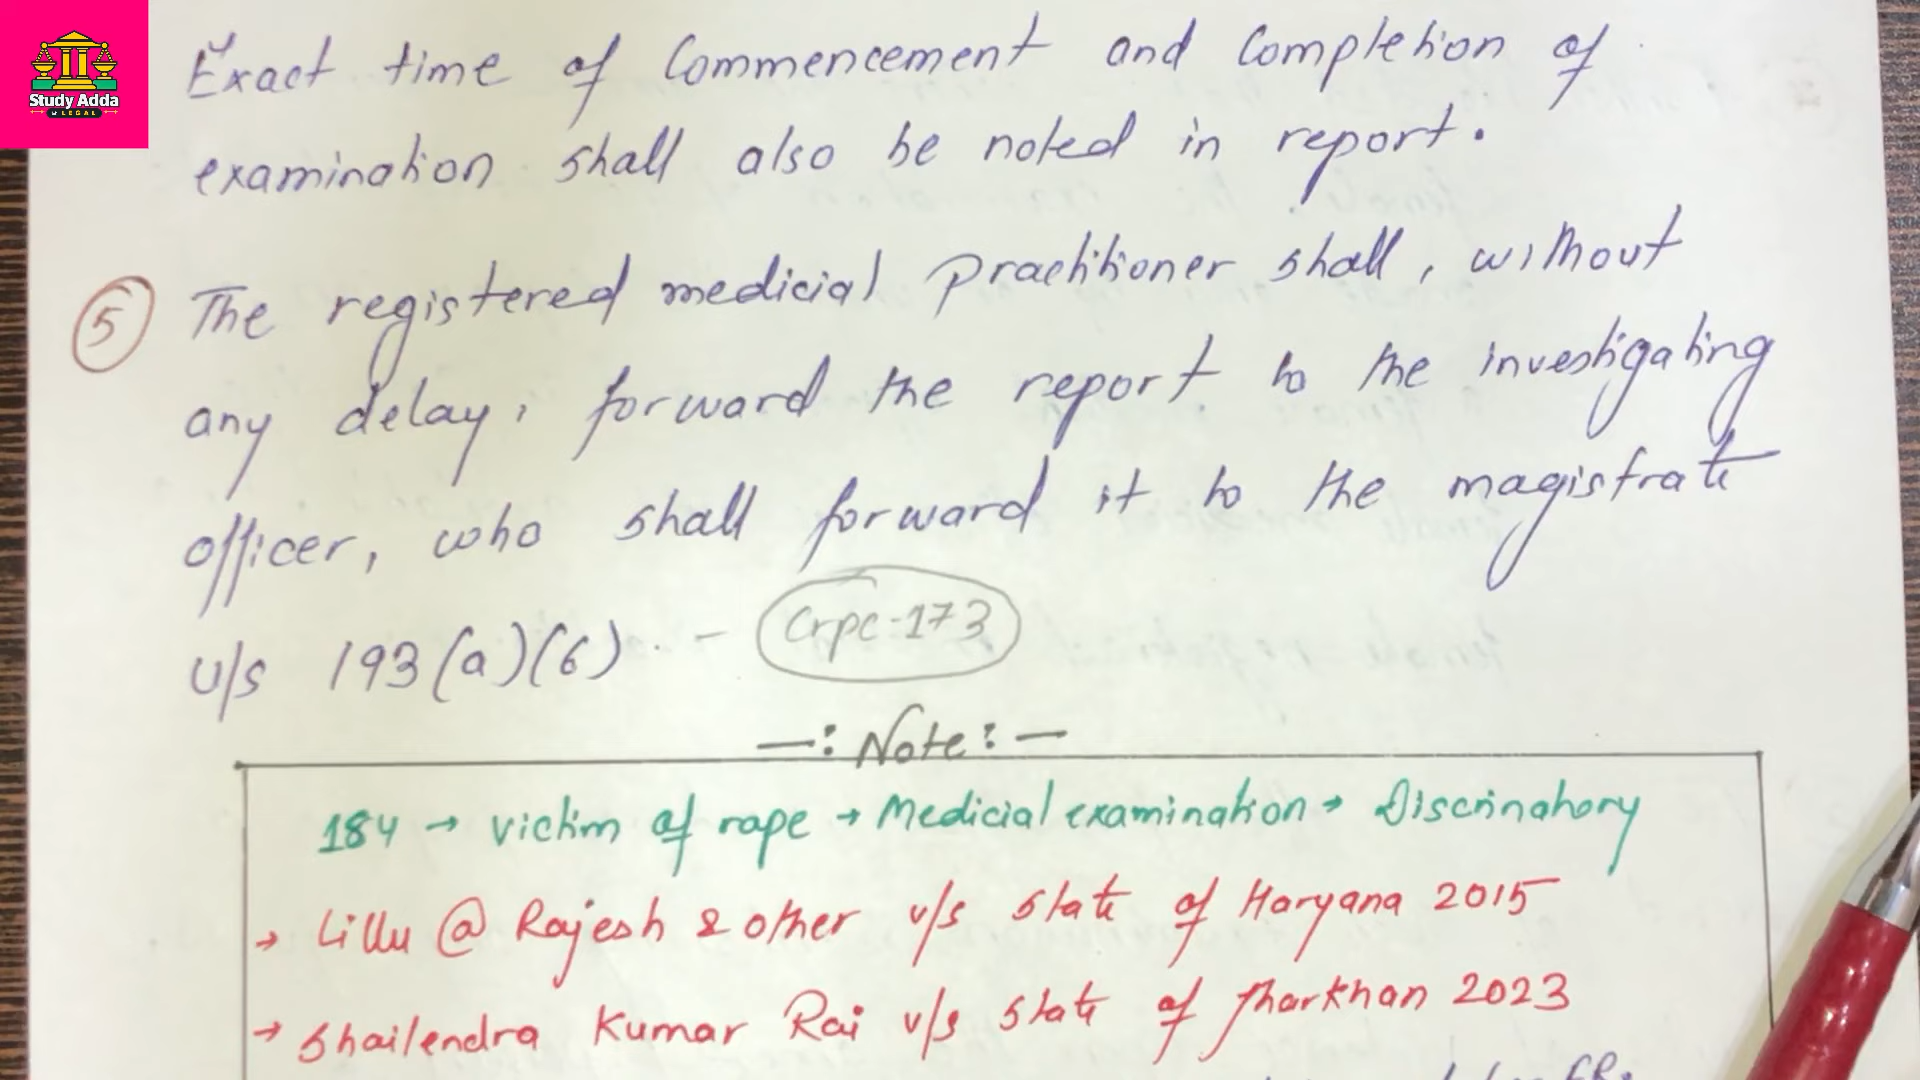 Study Adda
LEGAL
Exact time of Commencement and Completion of
examination shall also be noted in report.
5 The registered medicial Practitioner shall, without
any delay, forward the report to the investigating
officer, who shall forward it to the magistrate
U/s 193(a)(6). - Crpc-173
-: Note: -
184 → victim of rape → Medicial examination → Discrinatory
→ Lillu @ Rajesh & other v/s state of Haryana 2015
→ Shailendra Kumar Rai v/s state of Jharkhan 2023